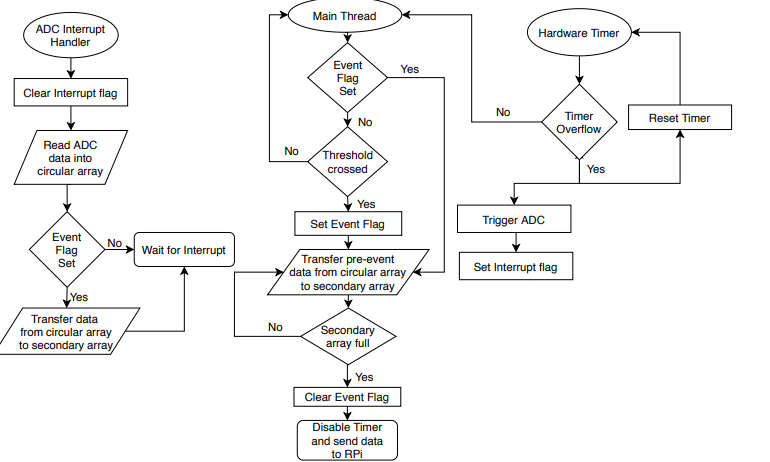 ADC Interrupt
Handler
Clear Interrupt flag
Read ADC
data into
circular array
Event
Flag
Set
No
Wait for Interrupt
Yes
Transfer data
from circular array
to secondary array
Main Thread
Event
Flag
Set
Yes
No
Threshold
crossed
No
Yes
Set Event Flag
Transfer pre-event
data from circular array
to secondary array
Secondary
array full
No
Yes
Clear Event Flag
Disable Timer
and send data
to RPi
Hardware Timer
Timer
Overflow
No
Yes
Reset Timer
Trigger ADC
Set Interrupt flag